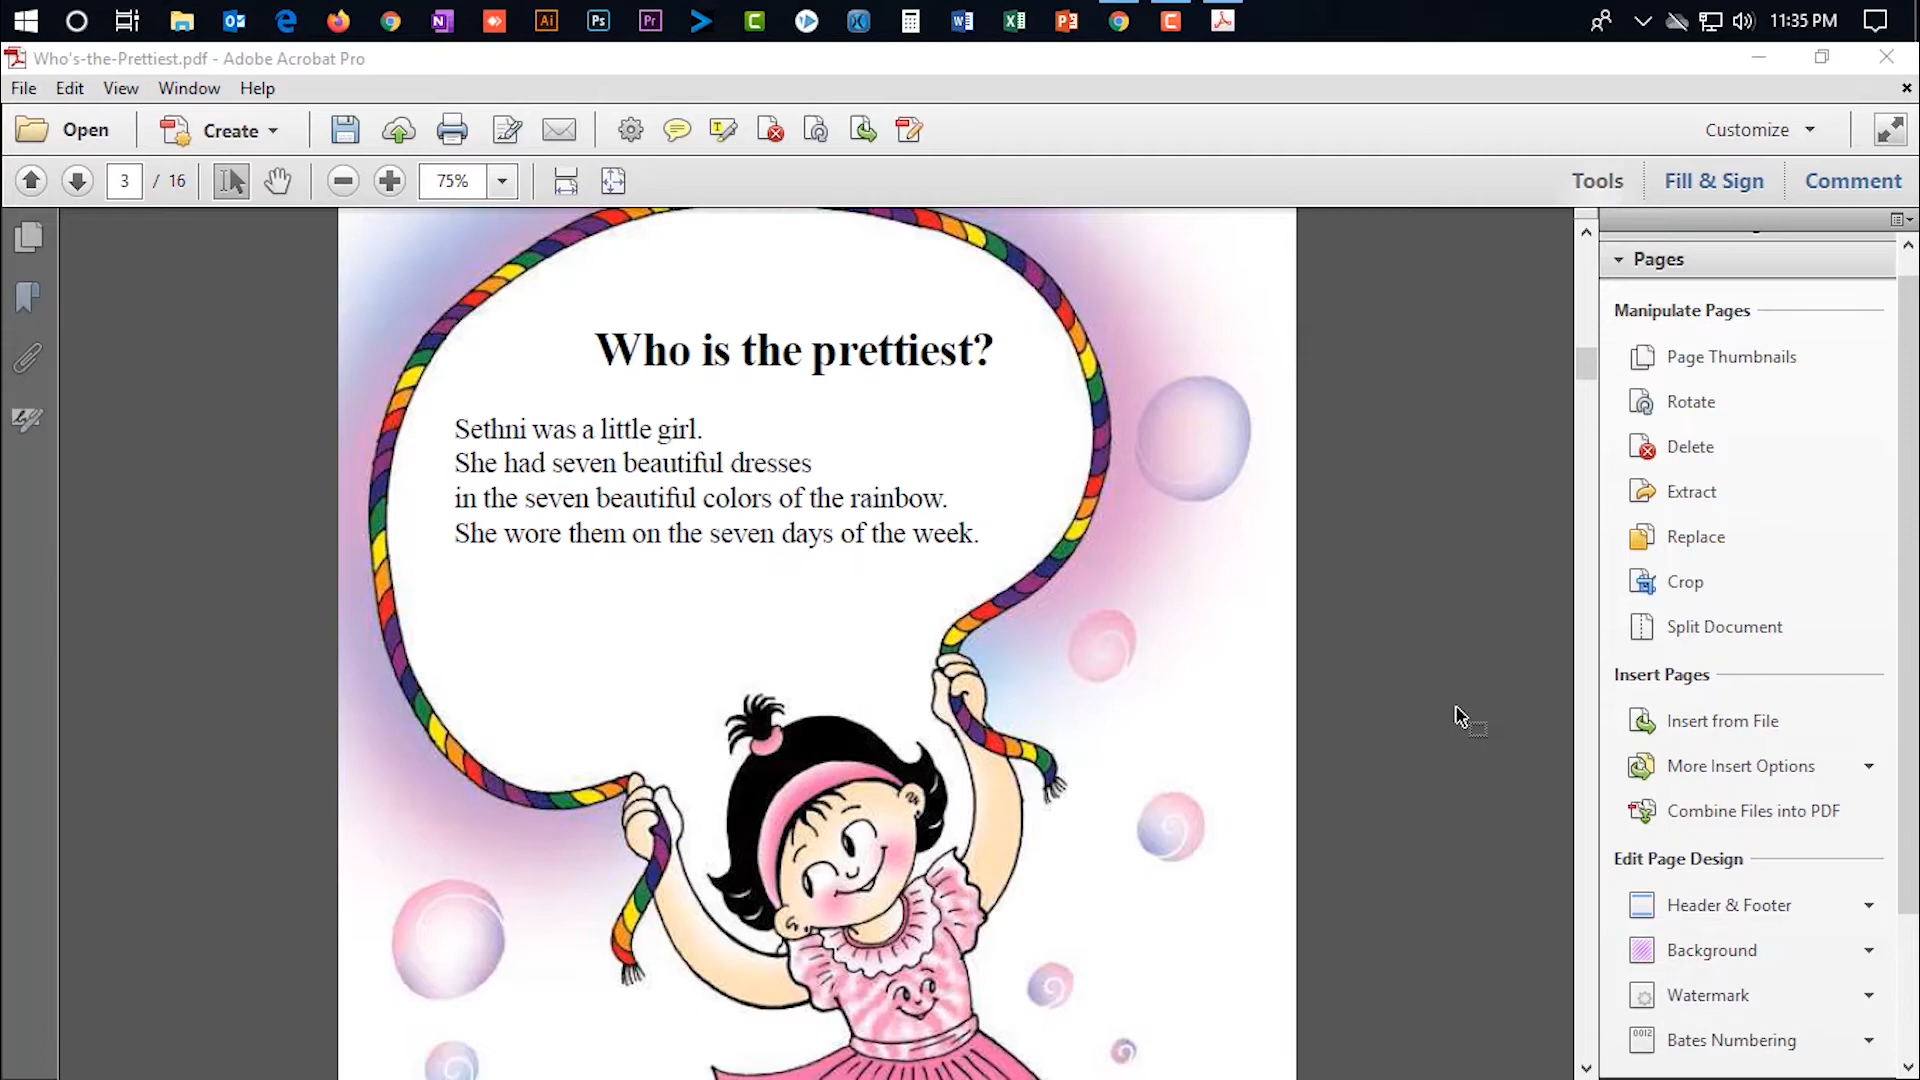 Ai
Ps
Pr
11:35 PM
Who's-the-Prettiest.pdf - Adobe Acrobat Pro
File Edit View Window Help
Open Create Customize
3 / 16 75% Tools Fill & Sign Comment
Who is the prettiest?
Sethni was a little girl.
She had seven beautiful dresses
in the seven beautiful colors of the rainbow.
She wore them on the seven days of the week.
Pages
Manipulate Pages
Page Thumbnails
Rotate
Delete
Extract
Replace
Crop
Split Document
Insert Pages
Insert from File
More Insert Options
Combine Files into PDF
Edit Page Design
Header & Footer
Background
Watermark
Bates Numbering